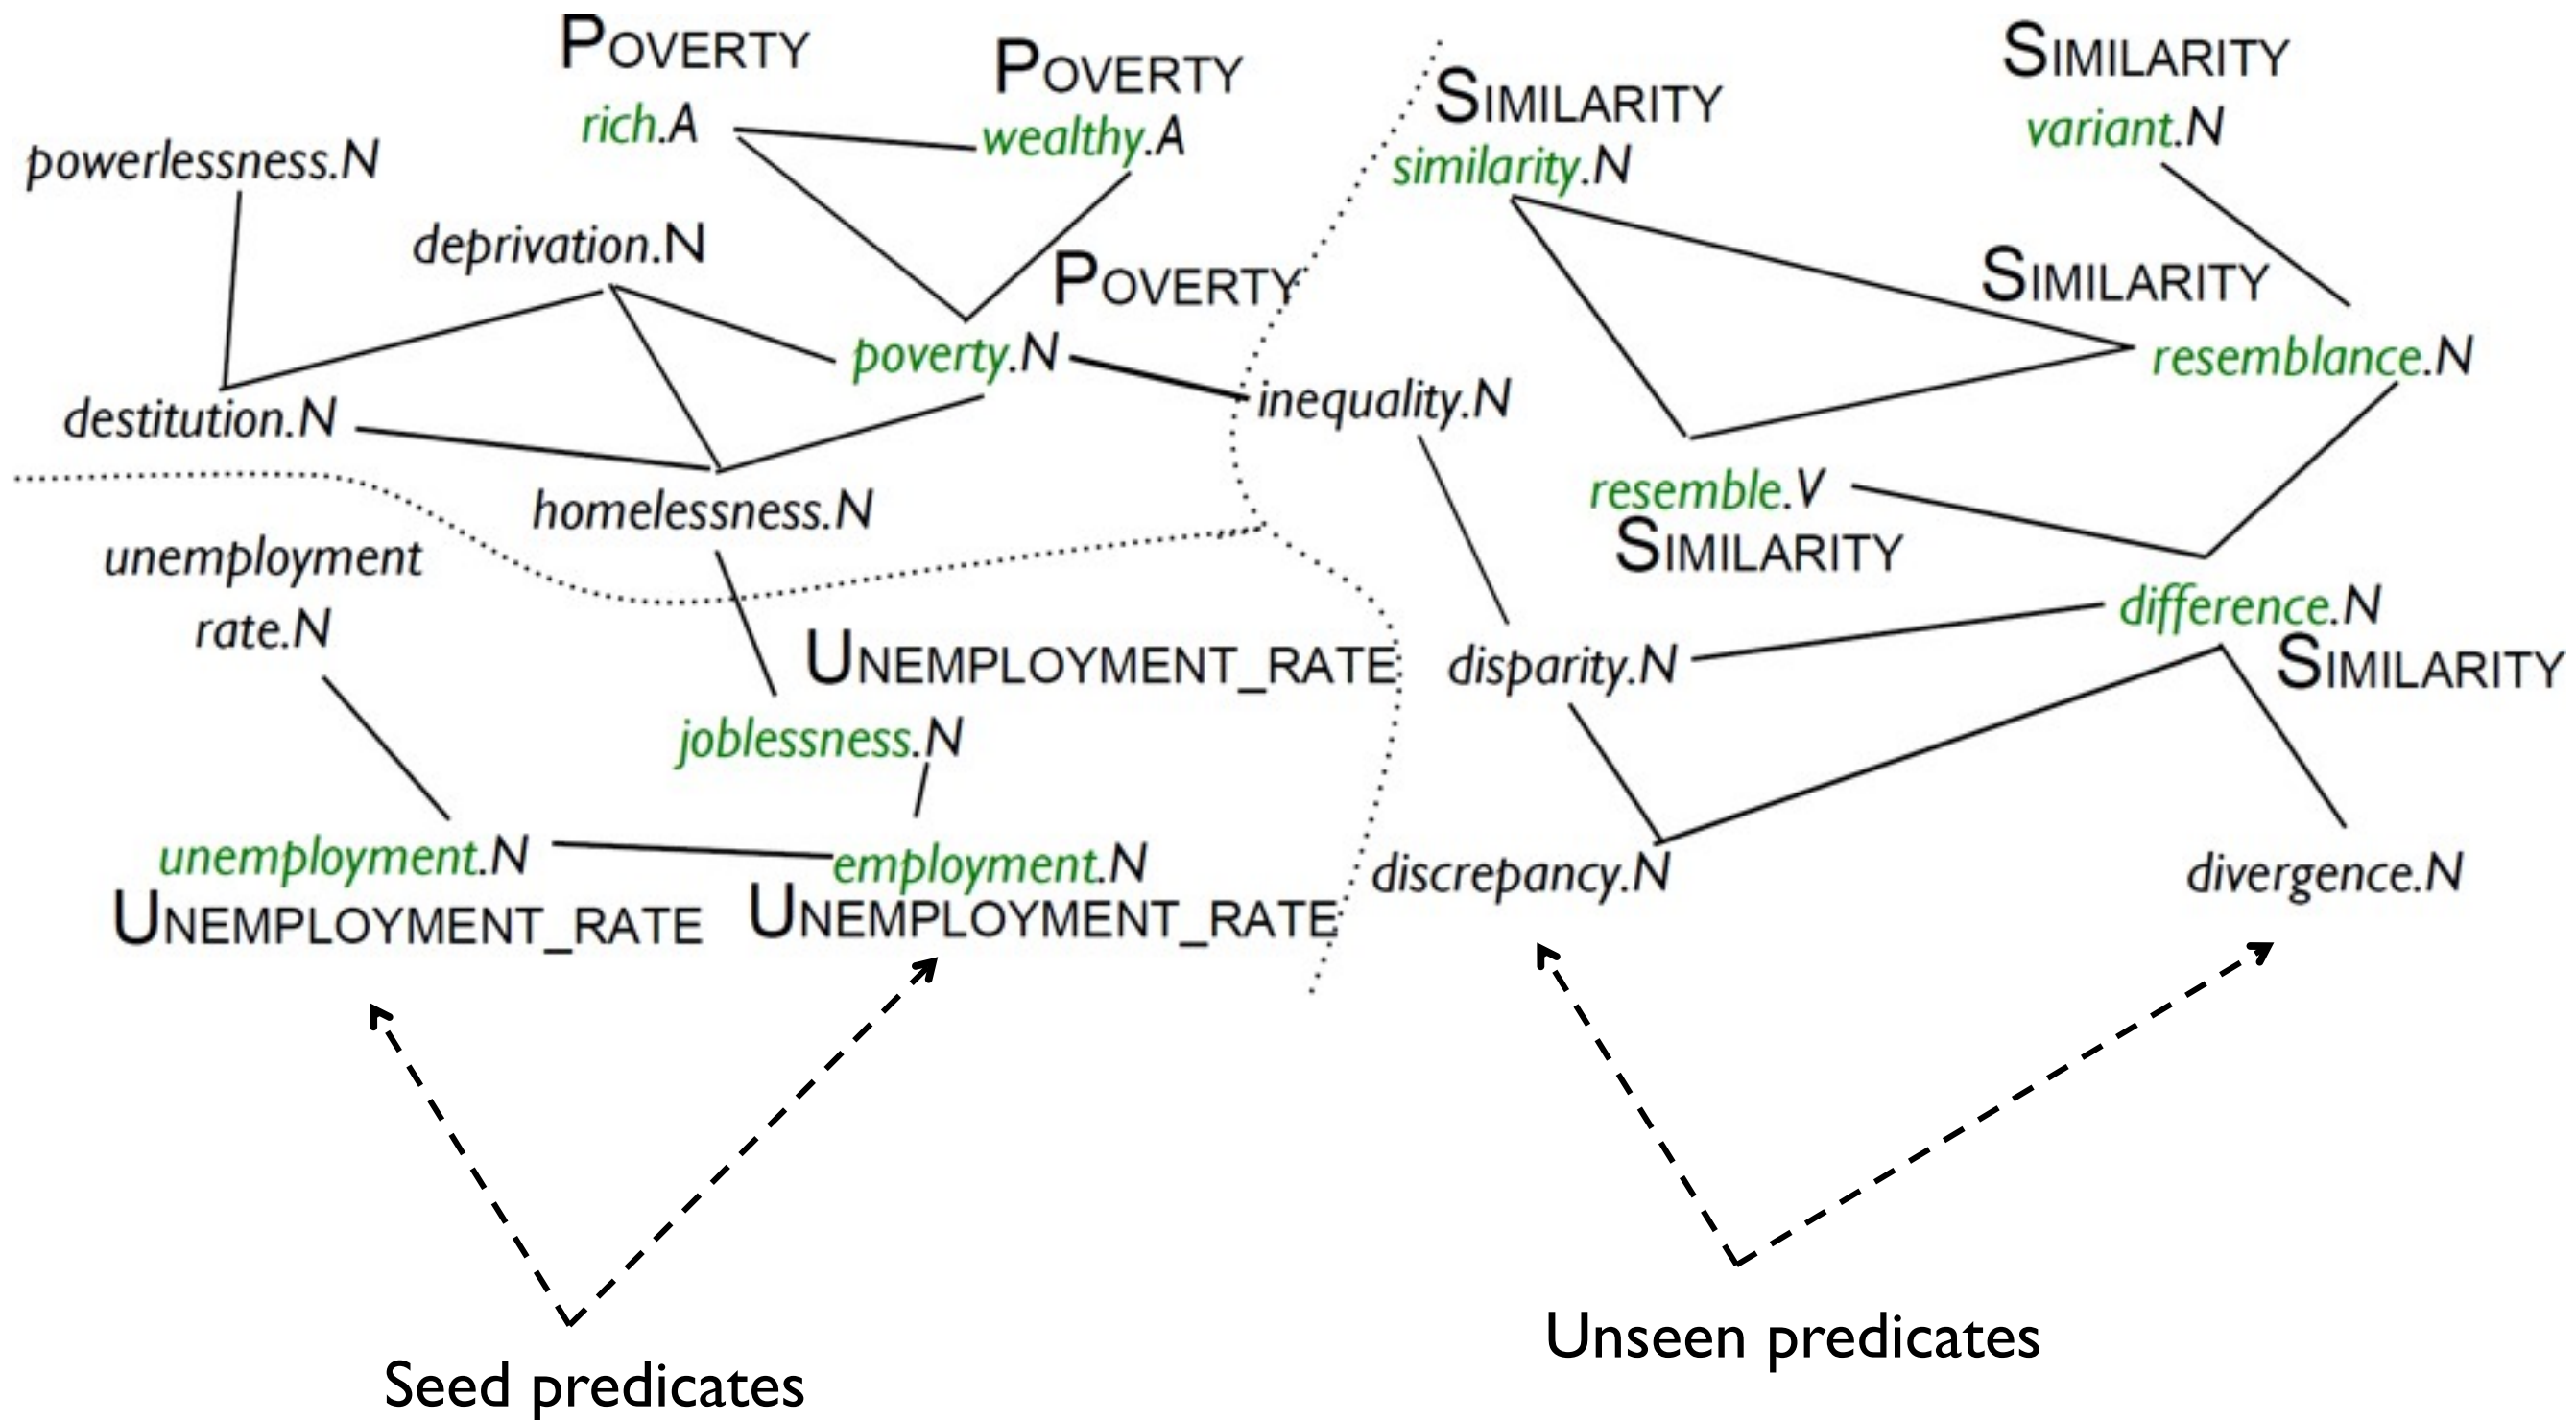 POVERTY
rich.A
POVERTY
wealthy.A
powerlessness.N
deprivation.N
POVERTY
poverty.N
destitution.N
homelessness.N
SIMILARITY
similarity.N
SIMILARITY
variant.N
SIMILARITY
resemblance.N
inequality.N
resemble.V
SIMILARITY
difference.N
SIMILARITY
disparity.N
discrepancy.N
divergence.N
unemployment
rate.N
UNEMPLOYMENT_RATE
joblessness.N
unemployment.N
UNEMPLOYMENT_RATE
employment.N
UNEMPLOYMENT_RATE
Seed predicates
Unseen predicates